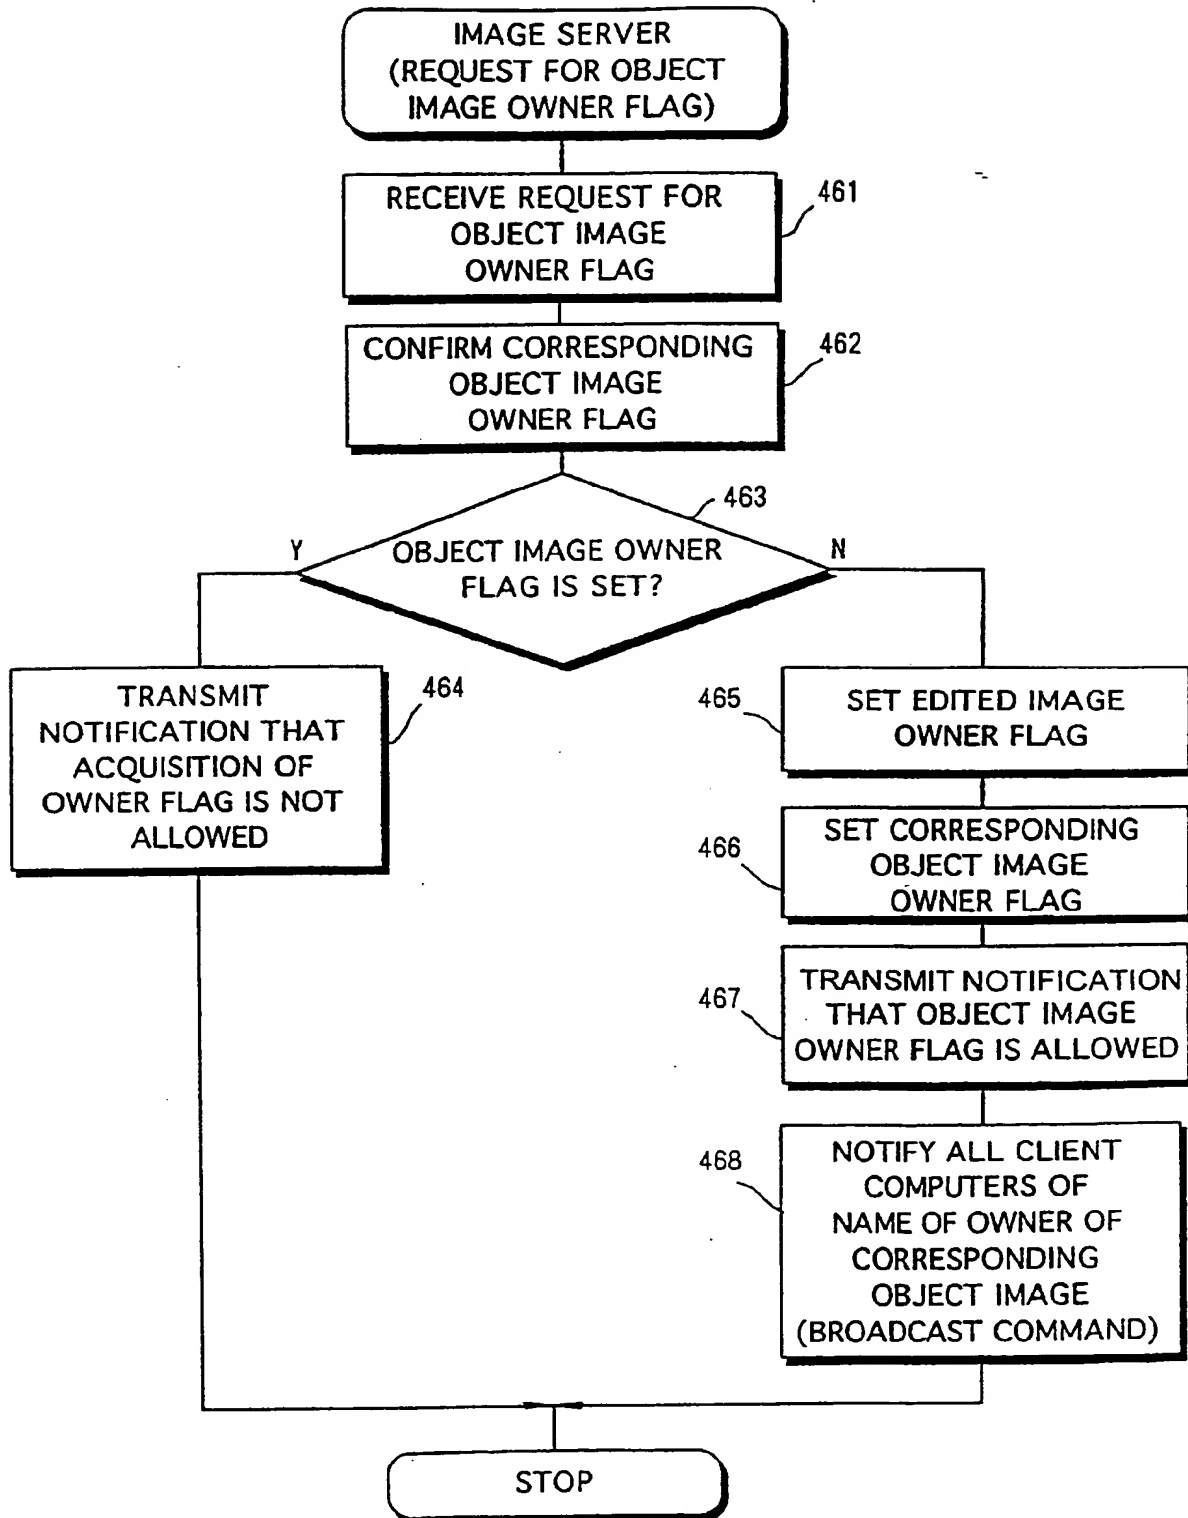 IMAGE SERVER
(REQUEST FOR OBJECT
IMAGE OWNER FLAG)
RECEIVE REQUEST FOR
OBJECT IMAGE
OWNER FLAG
461
CONFIRM CORRESPONDING
OBJECT IMAGE
OWNER FLAG
462
463
OBJECT IMAGE OWNER
FLAG IS SET?
Y
N
TRANSMIT
NOTIFICATION THAT
ACQUISITION OF
OWNER FLAG IS NOT
ALLOWED
464
465
SET EDITED IMAGE
OWNER FLAG
466
SET CORRESPONDING
OBJECT IMAGE
OWNER FLAG
467
TRANSMIT NOTIFICATION
THAT OBJECT IMAGE
OWNER FLAG IS ALLOWED
468
NOTIFY ALL CLIENT
COMPUTERS OF
NAME OF OWNER OF
CORRESPONDING
OBJECT IMAGE
(BROADCAST COMMAND)
STOP